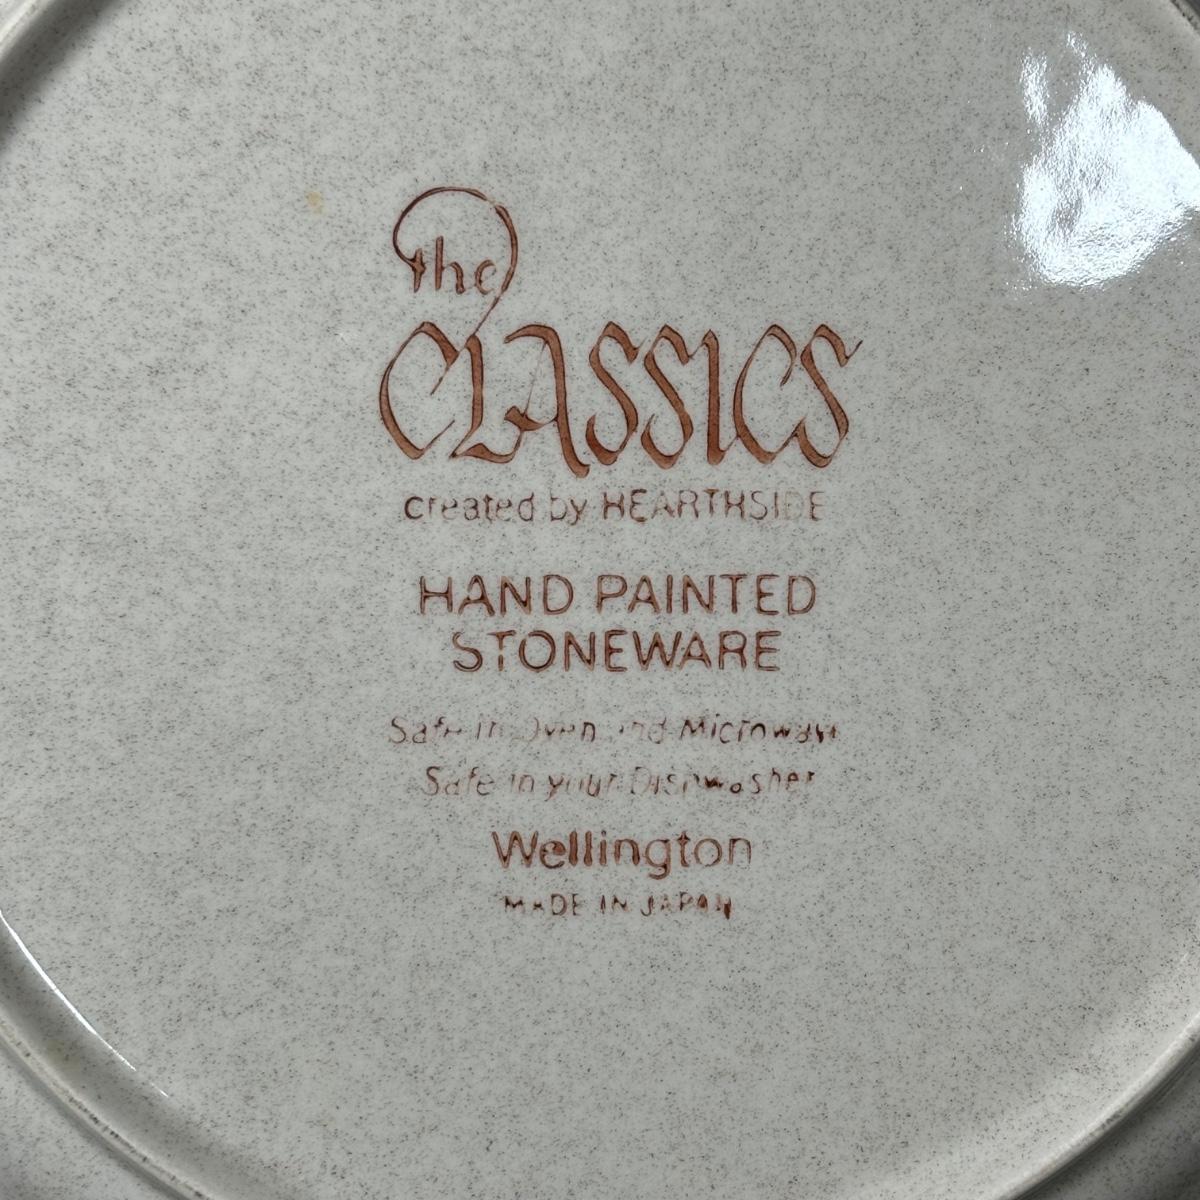 the
CLASSICS
created by HEARTHSIDE
HAND PAINTED
STONEWARE
Safe in Oven and Microwave
Safe in your Dishwasher
Wellington
MADE IN JAPAN